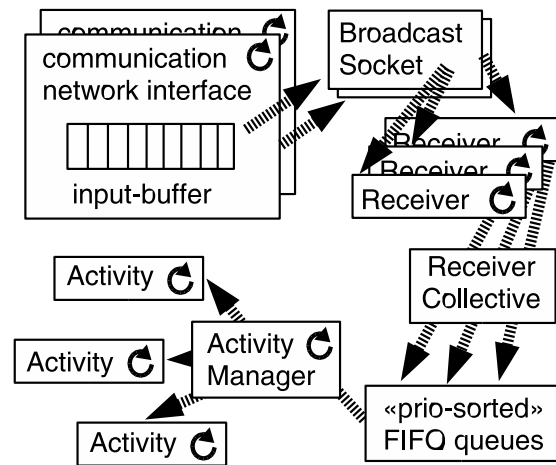 communication
communication
network interface
input-buffer
Broadcast
Socket
Receiver
Receiver
Receiver
Receiver
Collective
Activity
Activity
Activity
Activity
Manager
«prio-sorted»
FIFO queues